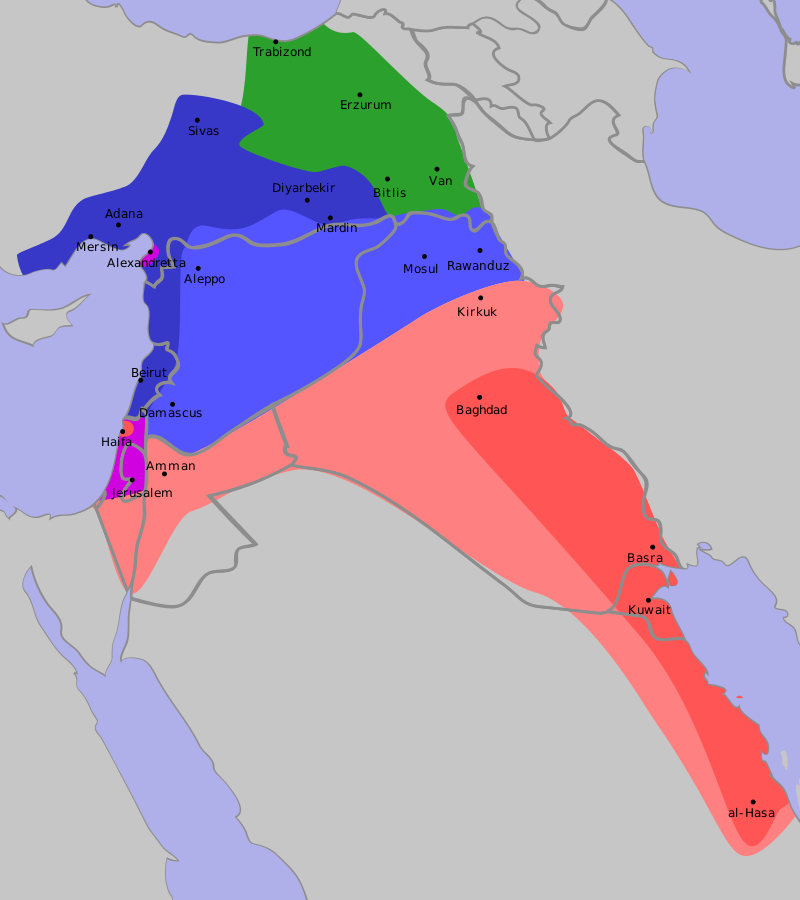 Trabizond
Erzurum
Sivas
Van
Bitlis
Diyarbekir
Adana
Mardin
Mersin
Alexandretta
Aleppo
Mosul
Rawanduz
Kirkuk
Beirut
Damascus
Baghdad
Haifa
Amman
Jerusalem
Basra
Kuwait
al-Hasa